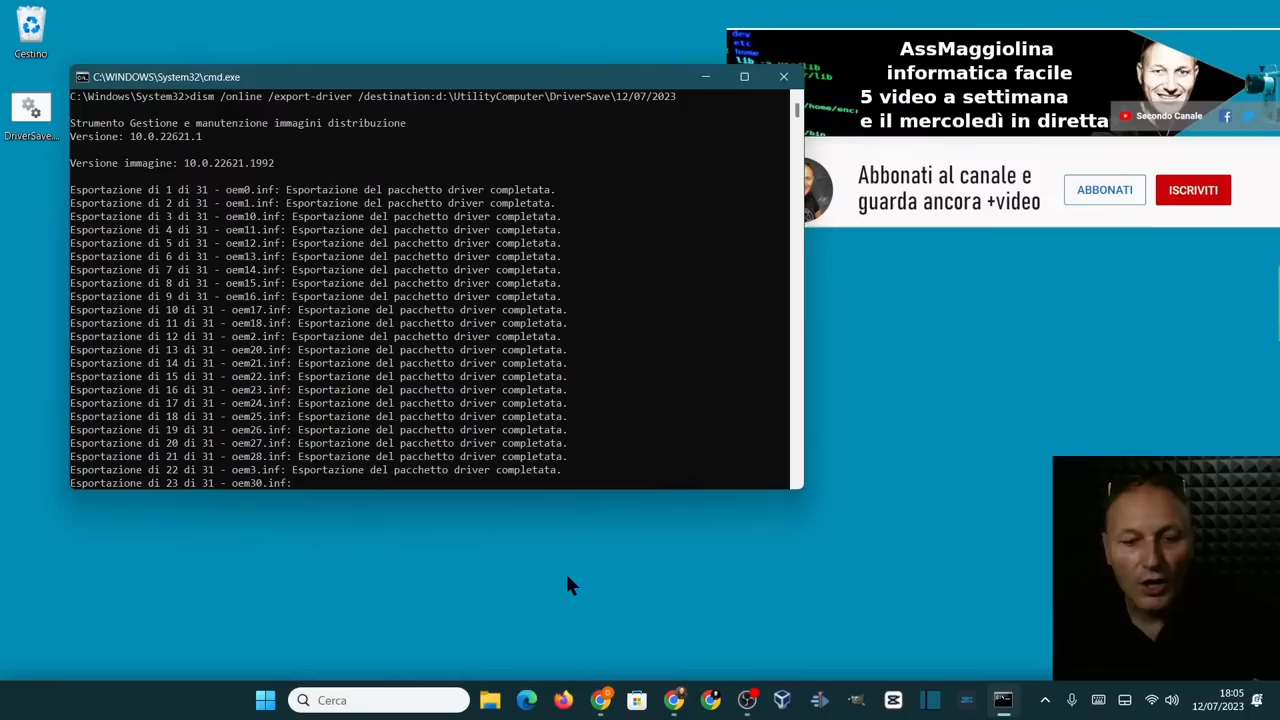 Cestino
DriverSave....
C:\WINDOWS\System32\cmd.exe
C:\Windows\System32>dism /online /export-driver /destination:d:\UtilityComputer\DriverSave\12/07/2023
Strumento Gestione e manutenzione immagini distribuzione
Versione: 10.0.22621.1
Versione immagine: 10.0.22621.1992
Esportazione di 1 di 31 - oem0.inf: Esportazione del pacchetto driver completata.
Esportazione di 2 di 31 - oem1.inf: Esportazione del pacchetto driver completata.
Esportazione di 3 di 31 - oem10.inf: Esportazione del pacchetto driver completata.
Esportazione di 4 di 31 - oem11.inf: Esportazione del pacchetto driver completata.
Esportazione di 5 di 31 - oem12.inf: Esportazione del pacchetto driver completata.
Esportazione di 6 di 31 - oem13.inf: Esportazione del pacchetto driver completata.
Esportazione di 7 di 31 - oem14.inf: Esportazione del pacchetto driver completata.
Esportazione di 8 di 31 - oem15.inf: Esportazione del pacchetto driver completata.
Esportazione di 9 di 31 - oem16.inf: Esportazione del pacchetto driver completata.
Esportazione di 10 di 31 - oem17.inf: Esportazione del pacchetto driver completata.
Esportazione di 11 di 31 - oem18.inf: Esportazione del pacchetto driver completata.
Esportazione di 12 di 31 - oem2.inf: Esportazione del pacchetto driver completata.
Esportazione di 13 di 31 - oem20.inf: Esportazione del pacchetto driver completata.
Esportazione di 14 di 31 - oem21.inf: Esportazione del pacchetto driver completata.
Esportazione di 15 di 31 - oem22.inf: Esportazione del pacchetto driver completata.
Esportazione di 16 di 31 - oem23.inf: Esportazione del pacchetto driver completata.
Esportazione di 17 di 31 - oem24.inf: Esportazione del pacchetto driver completata.
Esportazione di 18 di 31 - oem25.inf: Esportazione del pacchetto driver completata.
Esportazione di 19 di 31 - oem26.inf: Esportazione del pacchetto driver completata.
Esportazione di 20 di 31 - oem27.inf: Esportazione del pacchetto driver completata.
Esportazione di 21 di 31 - oem28.inf: Esportazione del pacchetto driver completata.
Esportazione di 22 di 31 - oem3.inf: Esportazione del pacchetto driver completata.
Esportazione di 23 di 31 - oem30.inf:
dev
etc
home
lib
AssMaggiolina
informatica facile
5 video a settimana
e il mercoledì in diretta
Secondo Canale
Abbonati al canale e
guarda ancora +video
ABBONATI
ISCRIVITI
Cerca
18:05
12/07/2023